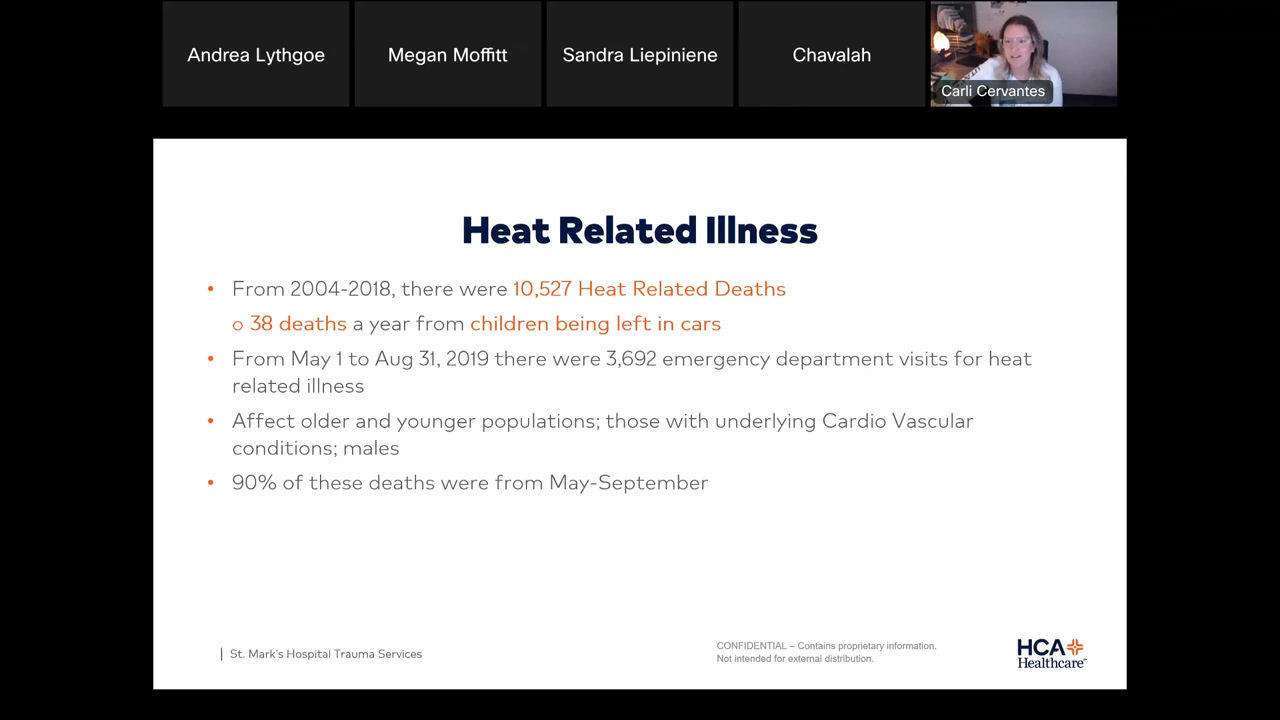 Andrea Lythgoe
Megan Moffitt
Sandra Liepiniene
Chavalah
Carli Cervantes
Heat Related Illness
• From 2004-2018, there were 10,527 Heat Related Deaths
o 38 deaths a year from children being left in cars
• From May 1 to Aug 31, 2019 there were 3,692 emergency department visits for heat
related illness
• Affect older and younger populations; those with underlying Cardio Vascular
conditions; males
• 90% of these deaths were from May-September
| St. Mark's Hospital Trauma Services
CONFIDENTIAL – Contains proprietary information.
Not intended for external distribution.
HCA
Healthcare™